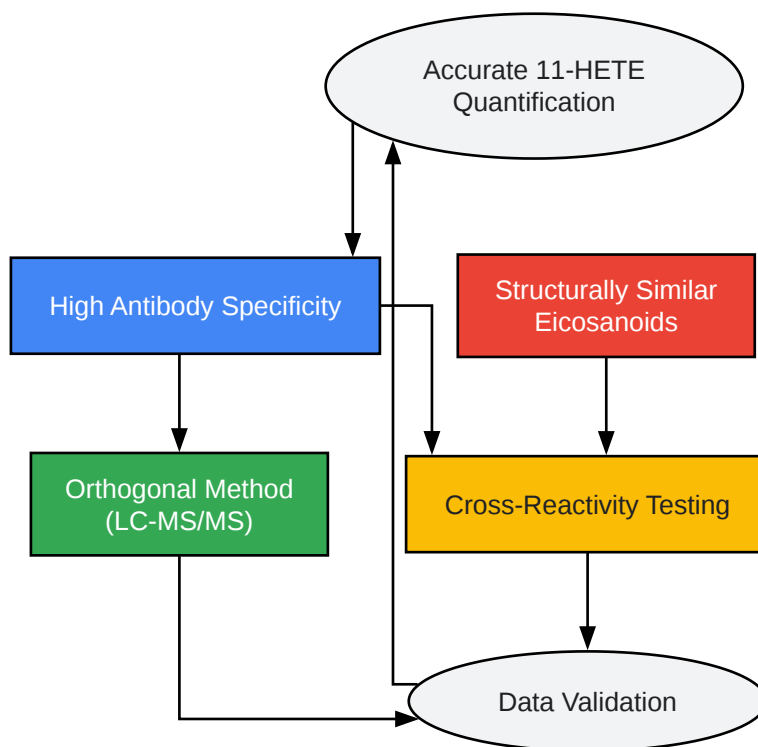 Accurate 11-HETE
Quantification
High Antibody Specificity
Structurally Similar
Eicosanoids
Orthogonal Method
(LC-MS/MS)
Cross-Reactivity Testing
Data Validation